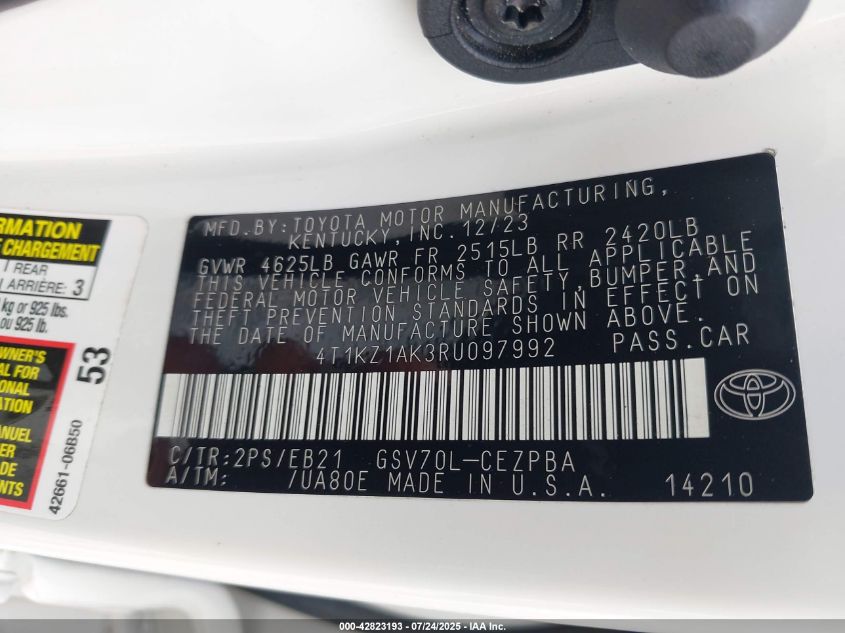 MFD.BY:TOYOTA MOTOR MANUFACTURING,
KENTUCKY, INC. 12/23
GVWR 4625LB GAWR FR 2515LB RR 2420LB
THIS VEHICLE CONFORMS TO ALL APPLICABLE
FEDERAL MOTOR VEHICLE SAFETY,BUMPER,AND
THEFT PREVENTION STANDARDS IN EFFECT ON
THE DATE OF MANUFACTURE SHOWN ABOVE.
4T1KZ1AK3RU097992 PASS.CAR
C/TR:2PS/EB21 GSV70L-CEZPBA
A/TM: /UA80E MADE IN U.S.A. 14210
RMATION
E CHARGEMENT
REAR
ARRIÈRE: 3
kg or 925 lbs.
ou 925 lb.
53
OWNER'S
AL FOR
ONAL
ATION
ANUEL
ER
DE
ENTS
42661-06B50
000-42823193 - 07/24/2025 - IAAI.COM